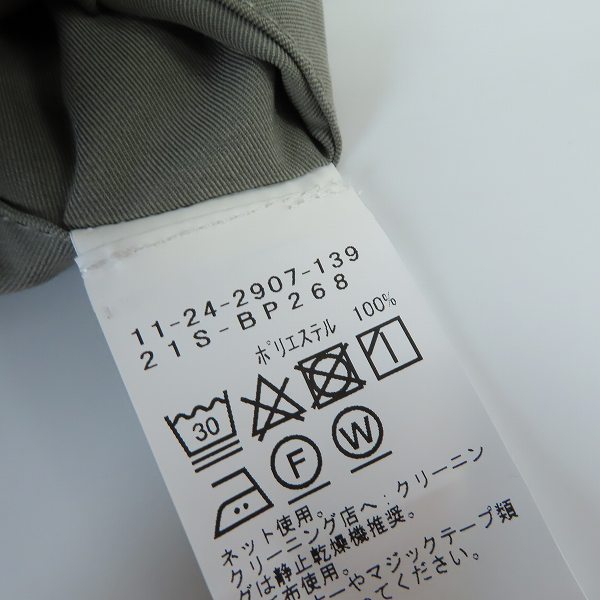 11-24-2907-139
21S-BP268
ポリエステル 100%
30
F W
ネット使用。
クリーニング店へ：クリーニン
グは静止乾燥機推奨。
布使用。
ーやマジックテープ類
てください。